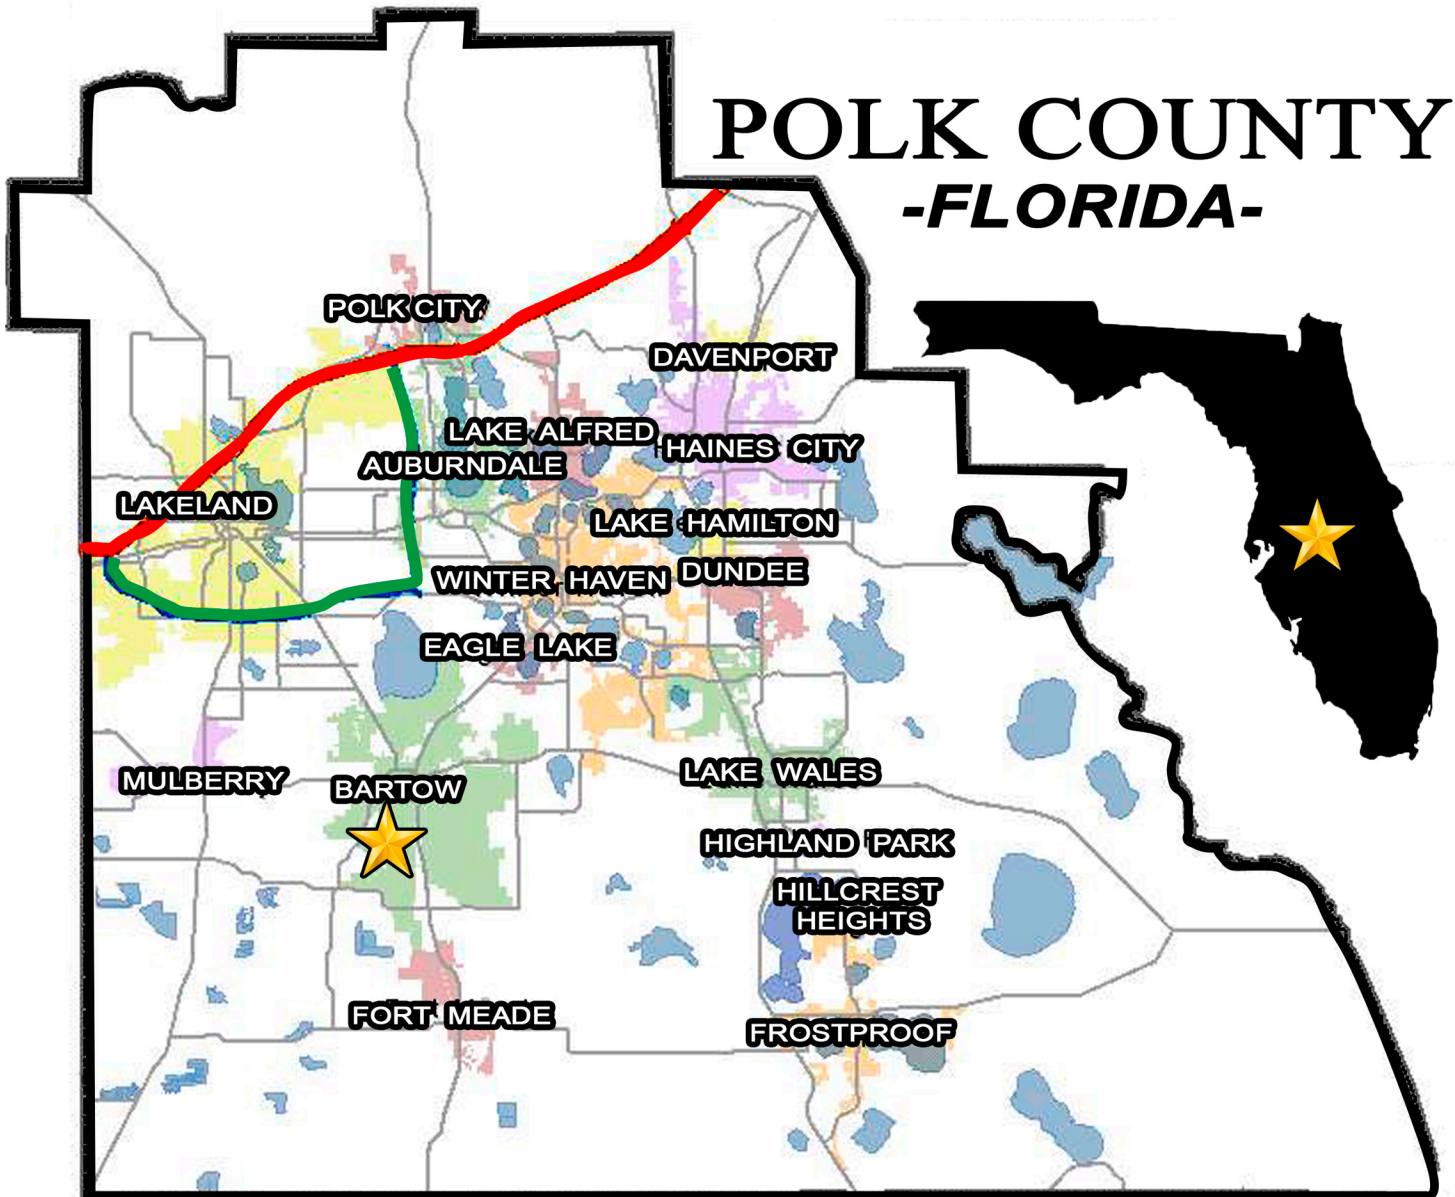 POLK COUNTY
-FLORIDA-
POLK CITY
DAVENPORT
LAKE ALFRED
HAINES CITY
AUBURNDALE
LAKELAND
LAKE HAMILTON
WINTER HAVEN
DUNDEE
EAGLE LAKE
LAKE WALES
MULBERRY
BARTOW
HIGHLAND PARK
HILLCREST
HEIGHTS
FORT MEADE
FROSTPROOF